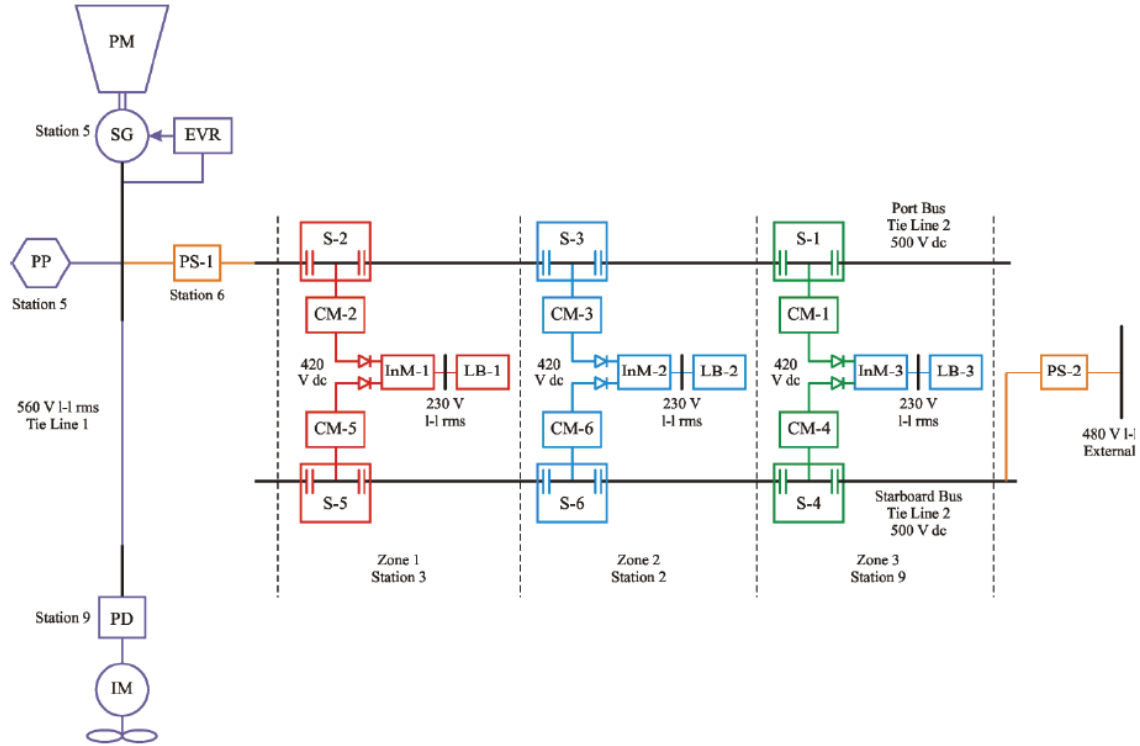 PM
Station 5
SG
EVR
PP
Station 5
PS-1
Station 6
S-2
S-3
S-1
Port Bus
Tie Line 2
500 V dc
CM-2
CM-3
CM-1
420
V dc
InM-1
LB-1
420
V dc
InM-2
LB-2
420
V dc
InM-3
LB-3
PS-2
230 V
l-l rms
230 V
l-l rms
230 V
l-l rms
560 V l-l rms
Tie Line 1
CM-5
CM-6
CM-4
480 V l-l
External
S-5
S-6
S-4
Starboard Bus
Tie Line 2
500 V dc
Zone 1
Station 3
Zone 2
Station 2
Zone 3
Station 9
Station 9
PD
IM